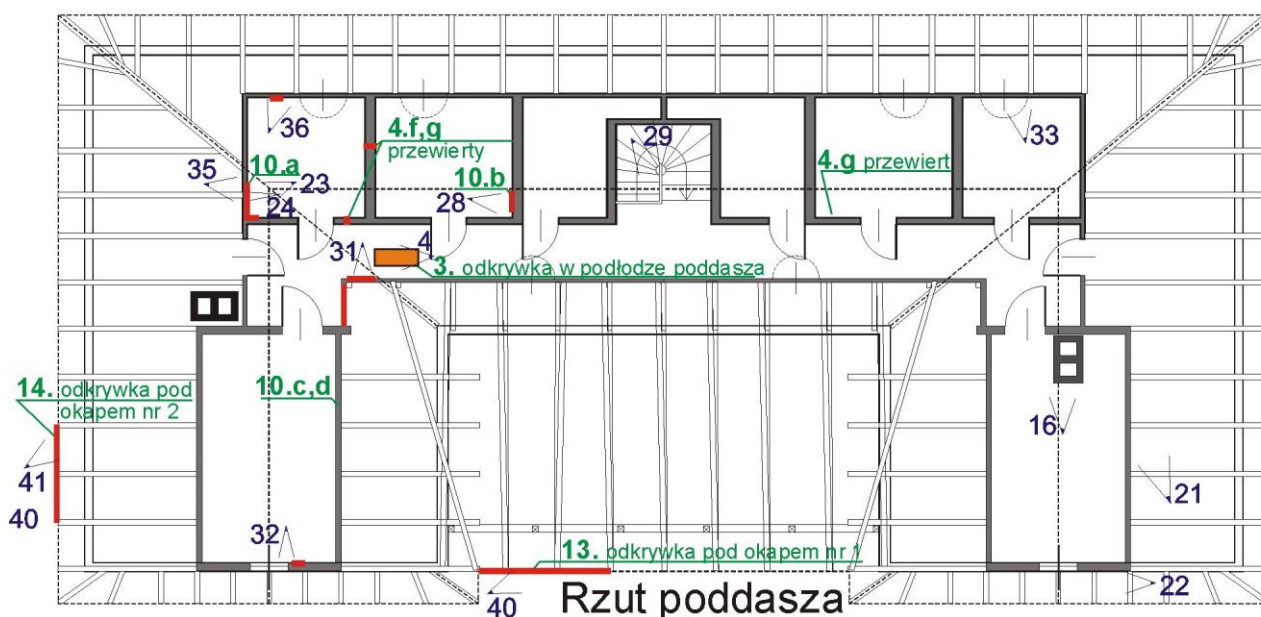 36
4.f,g
przewierty
29
33
35
10.a
23
24
10.b
28
4.g przewiert
31
4
3. odkrywka w podłodze poddasza
14. odkrywka pod
okapem nr 2
10.c,d
16
41
40
21
32
13. odkrywka pod okapem nr 1
22
40
Rzut poddasza